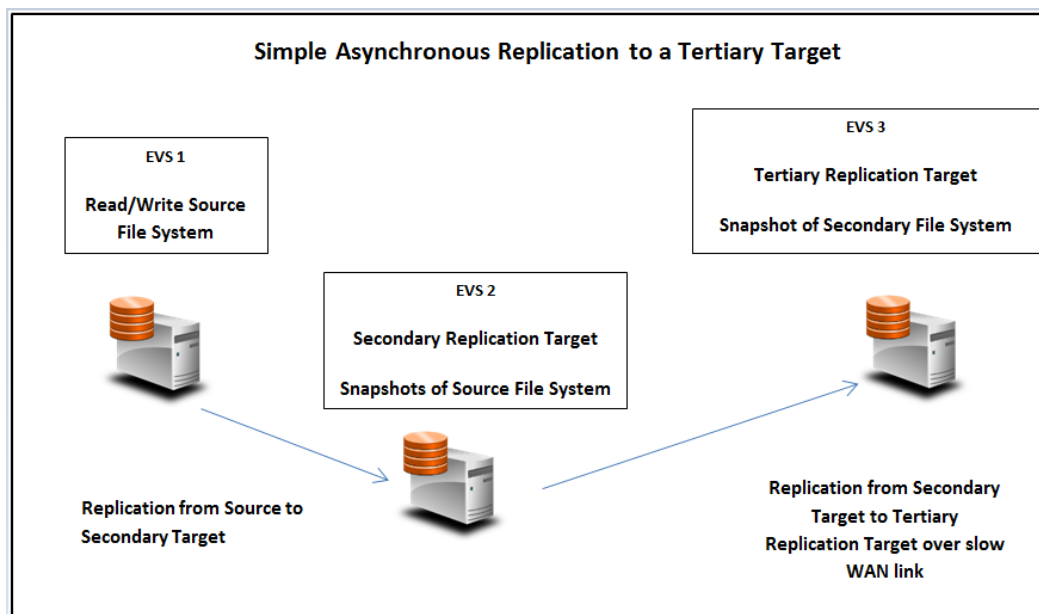 Simple Asynchronous Replication to a Tertiary Target
EVS 1
Read/Write Source
File System
EVS 2
Secondary Replication Target
Snapshots of Source File System
EVS 3
Tertiary Replication Target
Snapshot of Secondary File System
Replication from Source to
Secondary Target
Replication from Secondary
Target to Tertiary
Replication Target over slow
WAN link